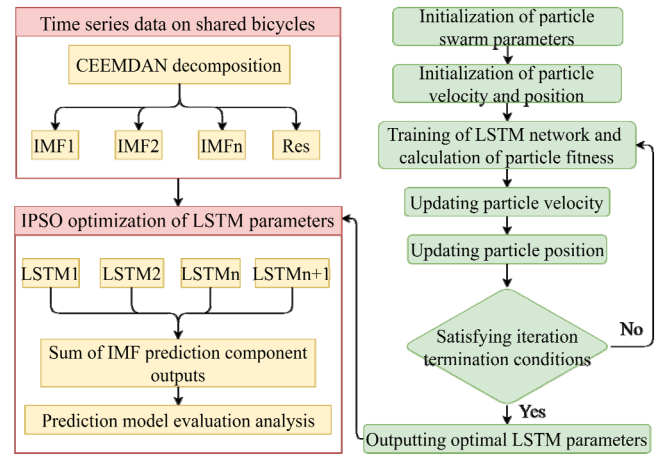 Time series data on shared bicycles
CEEMDAN decomposition
IMF1
IMF2
IMFn
Res
IPSO optimization of LSTM parameters
LSTM1
LSTM2
LSTMn
LSTMn+1
Sum of IMF prediction component
outputs
Prediction model evaluation analysis
Initialization of particle
swarm parameters
Initialization of particle
velocity and position
Training of LSTM network and
calculation of particle fitness
Updating particle velocity
Updating particle position
Satisfying iteration
termination conditions
No
Yes
Outputting optimal LSTM parameters